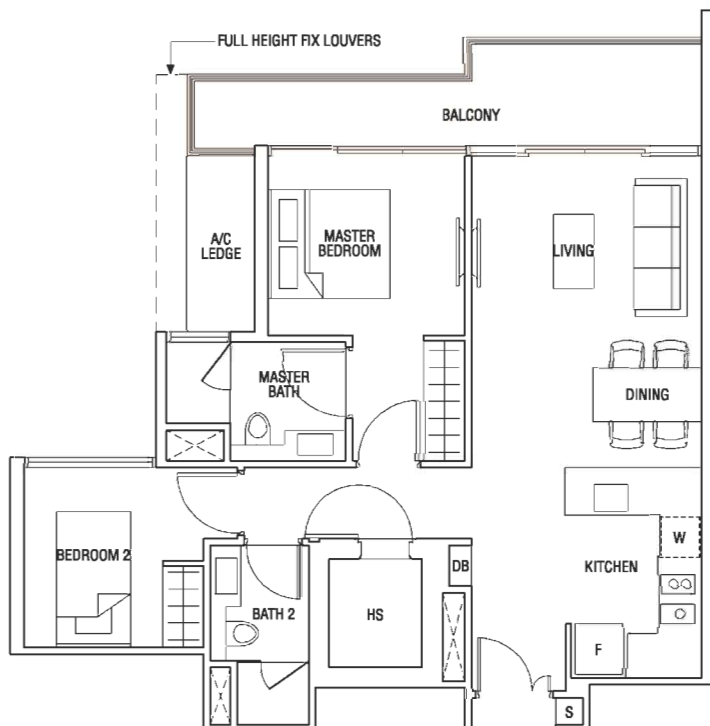 FULL HEIGHT FIX LOUVERS
BALCONY
A/C
LEDGE
MASTER
BEDROOM
LIVING
MASTER
BATH
DINING
W
BEDROOM 2
BATH 2
HS
DB
KITCHEN
F
S